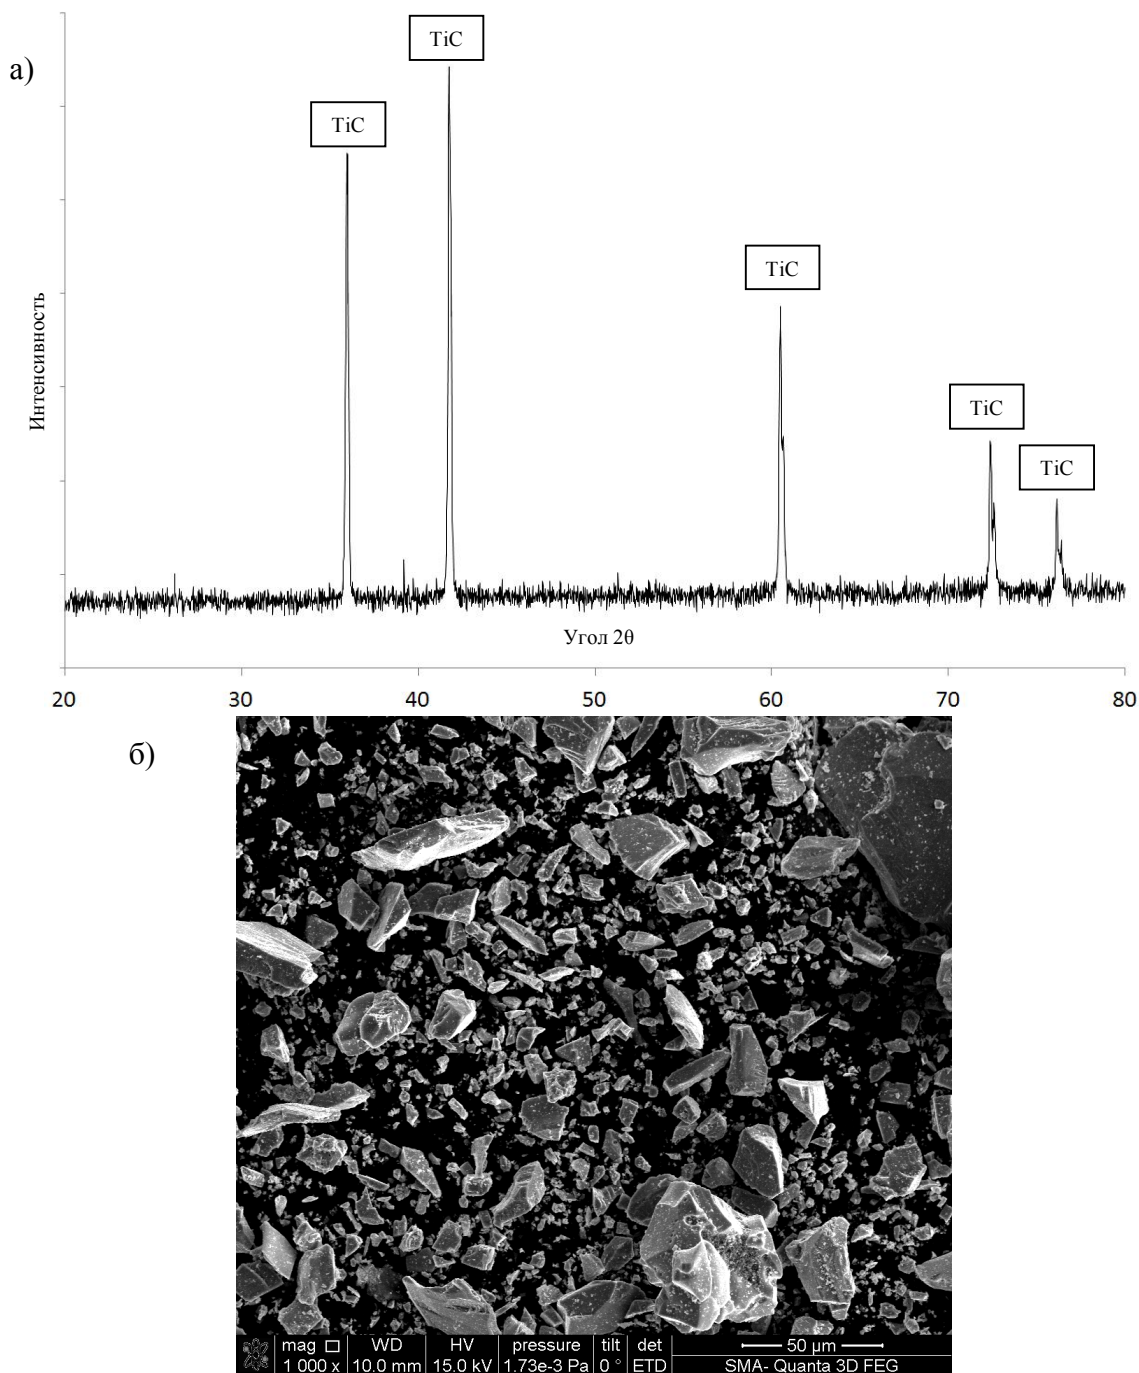 а)
TiC
TiC
TiC
TiC
TiC
Интенсивность
Угол 2θ
20 30 40 50 60 70 80
б)
mag WD HV pressure tilt det 50 µm
1 000 x 10.0 mm 15.0 kV 1.73e-3 Pa 0 ° ETD SMA- Quanta 3D FEG